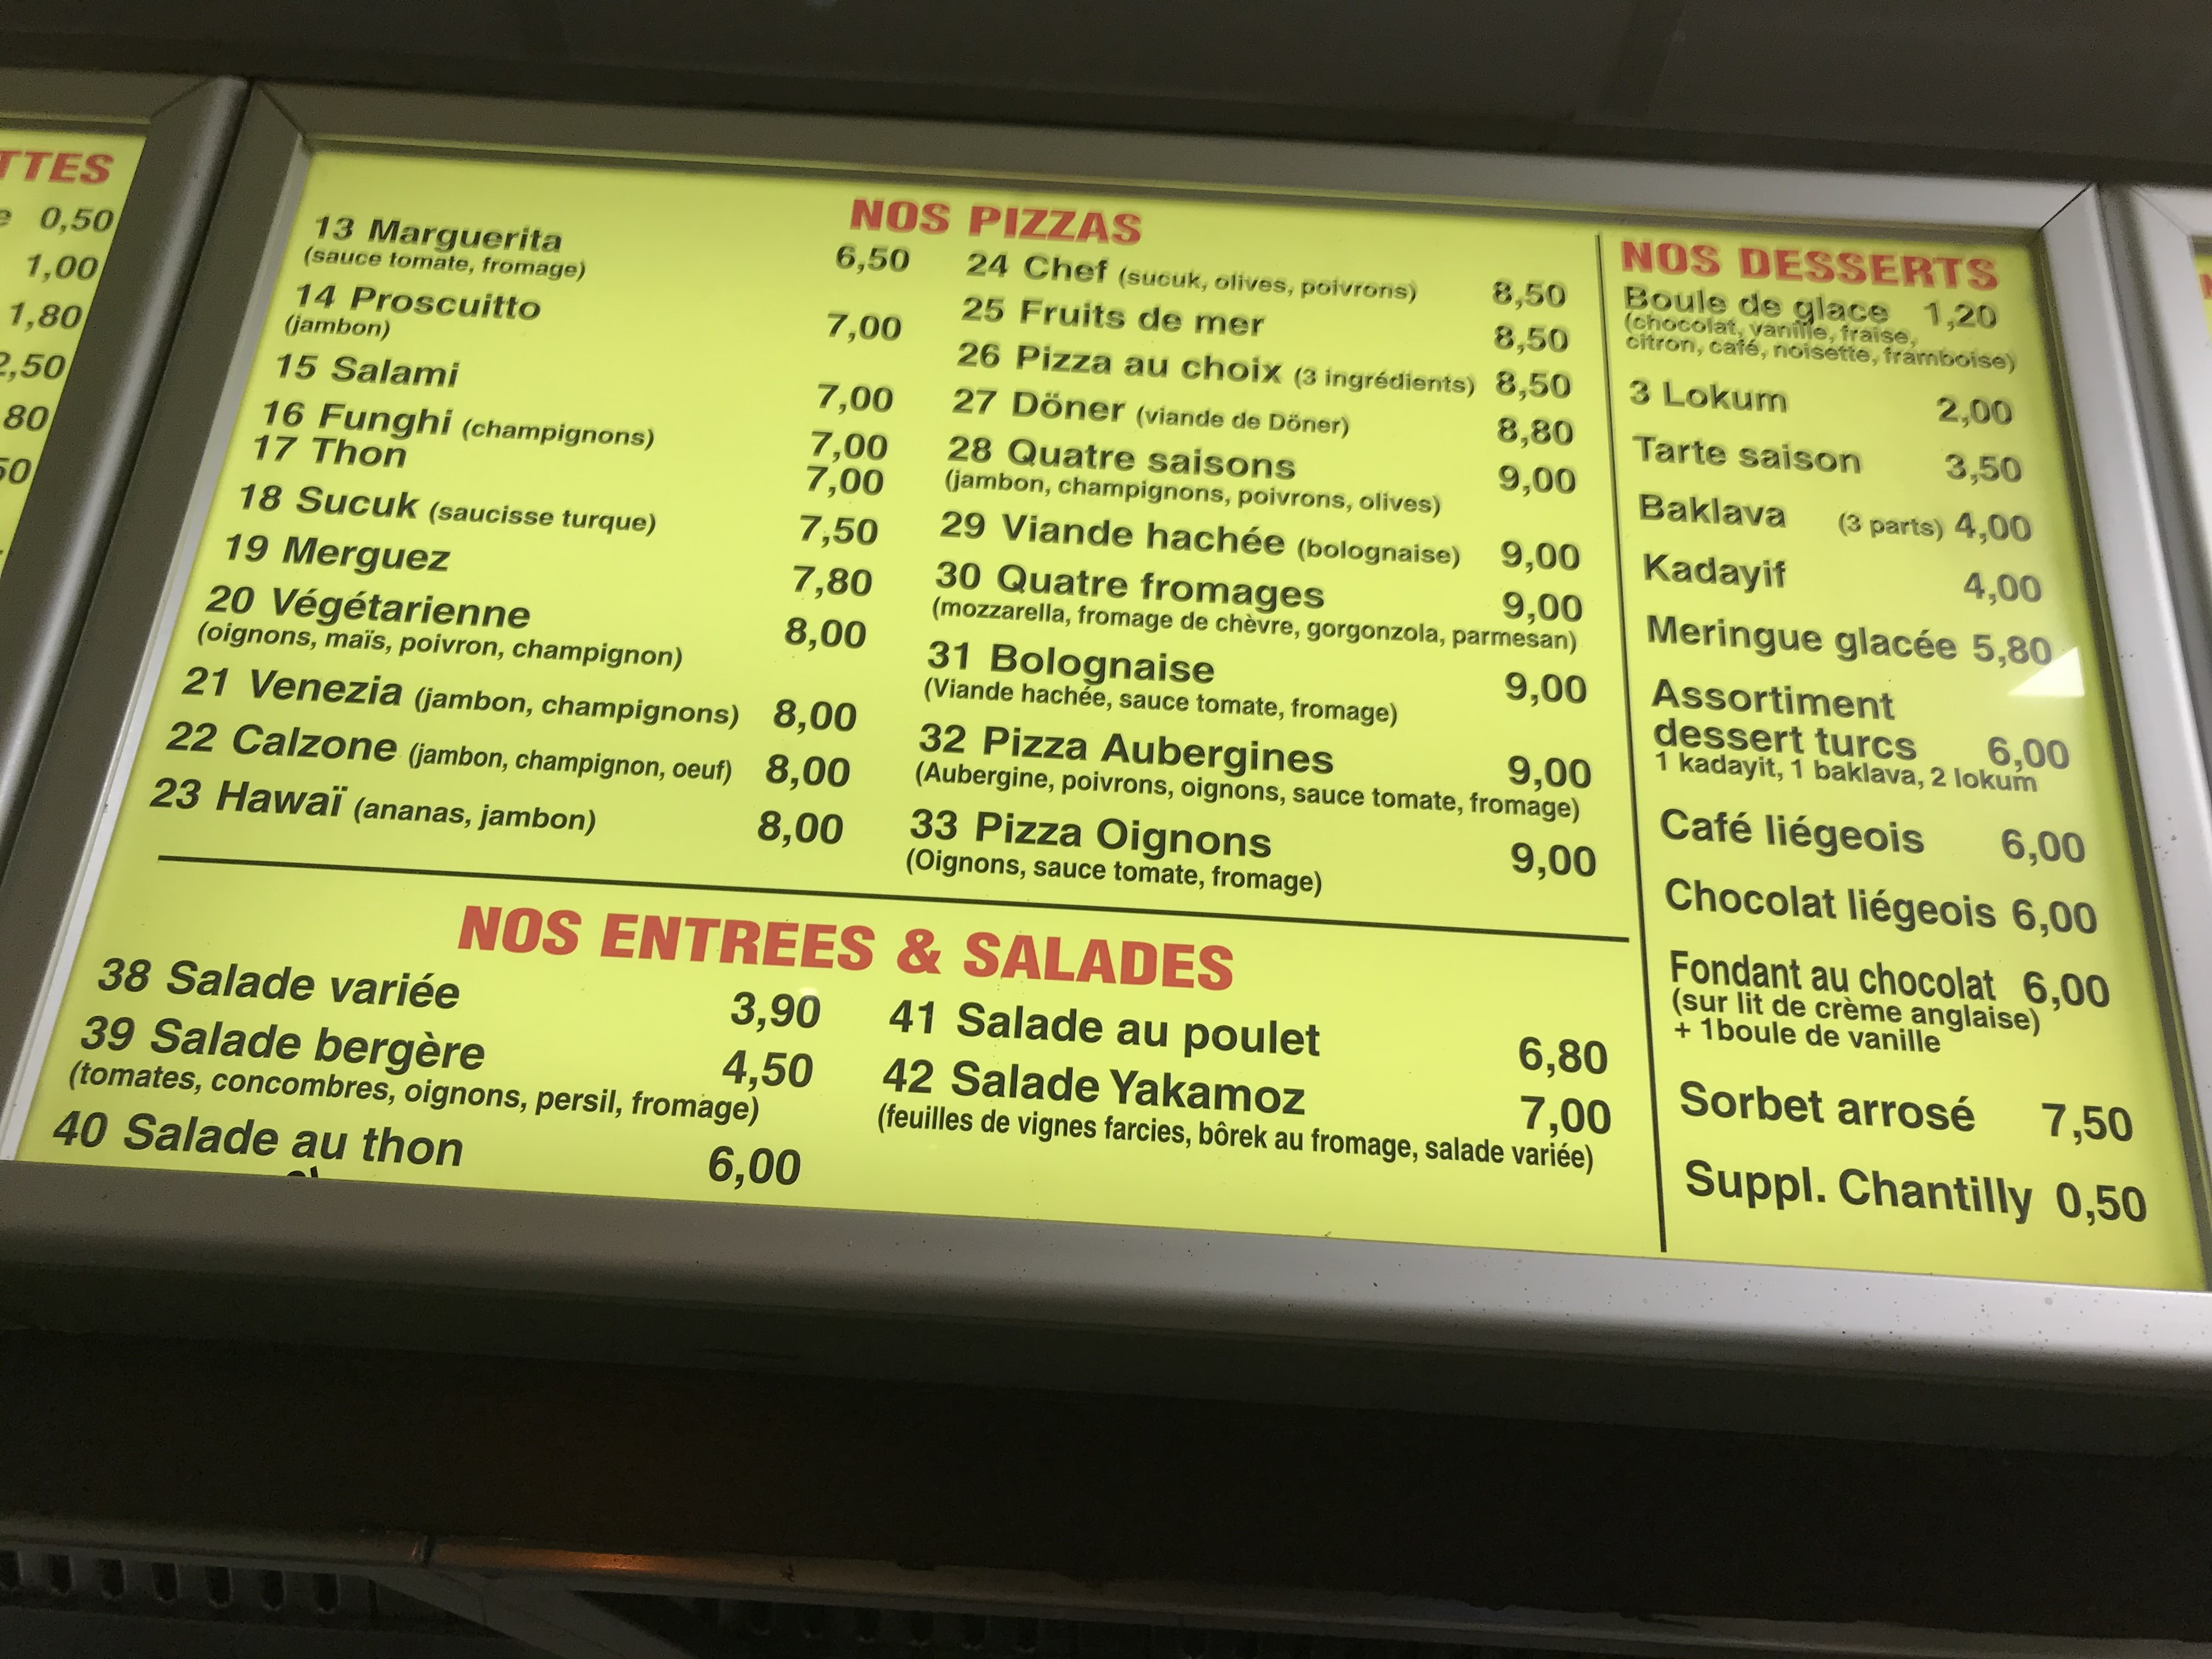 TTES
e 0,50
1,00
1,80
2,50
80
50
NOS PIZZAS
13 Marguerita 6,50
(sauce tomate, fromage)
14 Proscuitto 7,00
(jambon)
15 Salami 7,00
16 Funghi (champignons) 7,00
17 Thon 7,00
18 Sucuk (saucisse turque) 7,50
19 Merguez 7,80
20 Végétarienne 8,00
(oignons, maïs, poivron, champignon)
21 Venezia (jambon, champignons) 8,00
22 Calzone (jambon, champignon, oeuf) 8,00
23 Hawaï (ananas, jambon) 8,00
24 Chef (sucuk, olives, poivrons) 8,50
25 Fruits de mer 8,50
26 Pizza au choix (3 ingrédients) 8,50
27 Döner (viande de Döner) 8,80
28 Quatre saisons 9,00
(jambon, champignons, poivrons, olives)
29 Viande hachée (bolognaise) 9,00
30 Quatre fromages 9,00
(mozzarella, fromage de chèvre, gorgonzola, parmesan)
31 Bolognaise 9,00
(Viande hachée, sauce tomate, fromage)
32 Pizza Aubergines 9,00
(Aubergine, poivrons, oignons, sauce tomate, fromage)
33 Pizza Oignons 9,00
(Oignons, sauce tomate, fromage)
NOS ENTREES & SALADES
38 Salade variée 3,90
39 Salade bergère 4,50
(tomates, concombres, oignons, persil, fromage)
40 Salade au thon 6,00
41 Salade au poulet 6,80
42 Salade Yakamoz 7,00
(feuilles de vignes farcies, bôrek au fromage, salade variée)
NOS DESSERTS
Boule de glace 1,20
(chocolat, vanille, fraise,
citron, café, noisette, framboise)
3 Lokum 2,00
Tarte saison 3,50
Baklava (3 parts) 4,00
Kadayif 4,00
Meringue glacée 5,80
Assortiment
dessert turcs 6,00
1 kadayit, 1 baklava, 2 lokum
Café liégeois 6,00
Chocolat liégeois 6,00
Fondant au chocolat 6,00
(sur lit de crème anglaise)
+ 1boule de vanille
Sorbet arrosé 7,50
Suppl. Chantilly 0,50